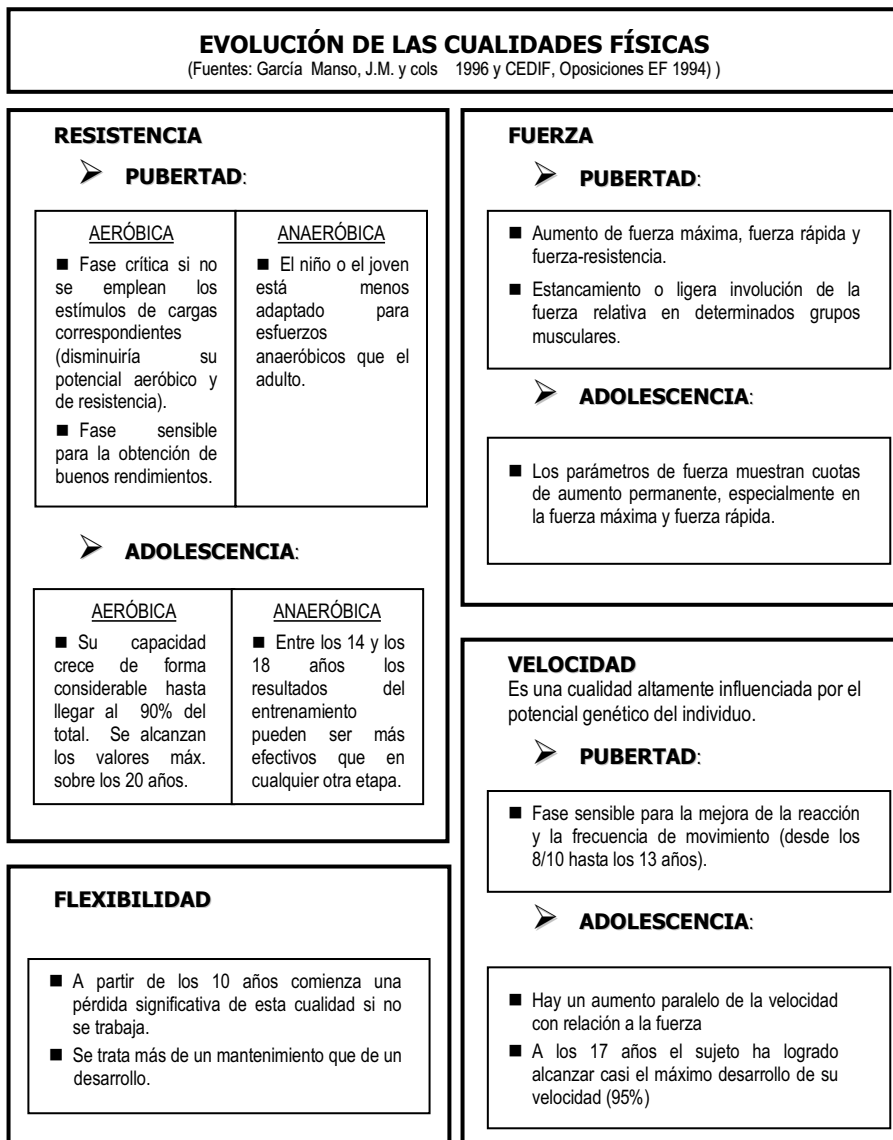 EVOLUCIÓN DE LAS CUALIDADES FÍSICAS
(Fuentes: García Manso, J.M. y cols 1996 y CEDIF, Oposiciones EF 1994) )
RESISTENCIA
➢ PUBERTAD:
AERÓBICA
■ Fase crítica si no
se emplean los
estímulos de cargas
correspondientes
(disminuiría su
potencial aeróbico y
de resistencia).
■ Fase sensible
para la obtención de
buenos rendimientos.
ANAERÓBICA
■ El niño o el joven
está menos
adaptado para
esfuerzos
anaeróbicos que el
adulto.
➢ ADOLESCENCIA:
AERÓBICA
■ Su capacidad
crece de forma
considerable hasta
llegar al 90% del
total. Se alcanzan
los valores máx.
sobre los 20 años.
ANAERÓBICA
■ Entre los 14 y los
18 años los
resultados del
entrenamiento
pueden ser más
efectivos que en
cualquier otra etapa.
FLEXIBILIDAD
■ A partir de los 10 años comienza una
pérdida significativa de esta cualidad si no
se trabaja.
■ Se trata más de un mantenimiento que de un
desarrollo.
FUERZA
➢ PUBERTAD:
■ Aumento de fuerza máxima, fuerza rápida y
fuerza-resistencia.
■ Estancamiento o ligera involución de la
fuerza relativa en determinados grupos
musculares.
➢ ADOLESCENCIA:
■ Los parámetros de fuerza muestran cuotas
de aumento permanente, especialmente en
la fuerza máxima y fuerza rápida.
VELOCIDAD
Es una cualidad altamente influenciada por el
potencial genético del individuo.
➢ PUBERTAD:
■ Fase sensible para la mejora de la reacción
y la frecuencia de movimiento (desde los
8/10 hasta los 13 años).
➢ ADOLESCENCIA:
■ Hay un aumento paralelo de la velocidad
con relación a la fuerza
■ A los 17 años el sujeto ha logrado
alcanzar casi el máximo desarrollo de su
velocidad (95%)